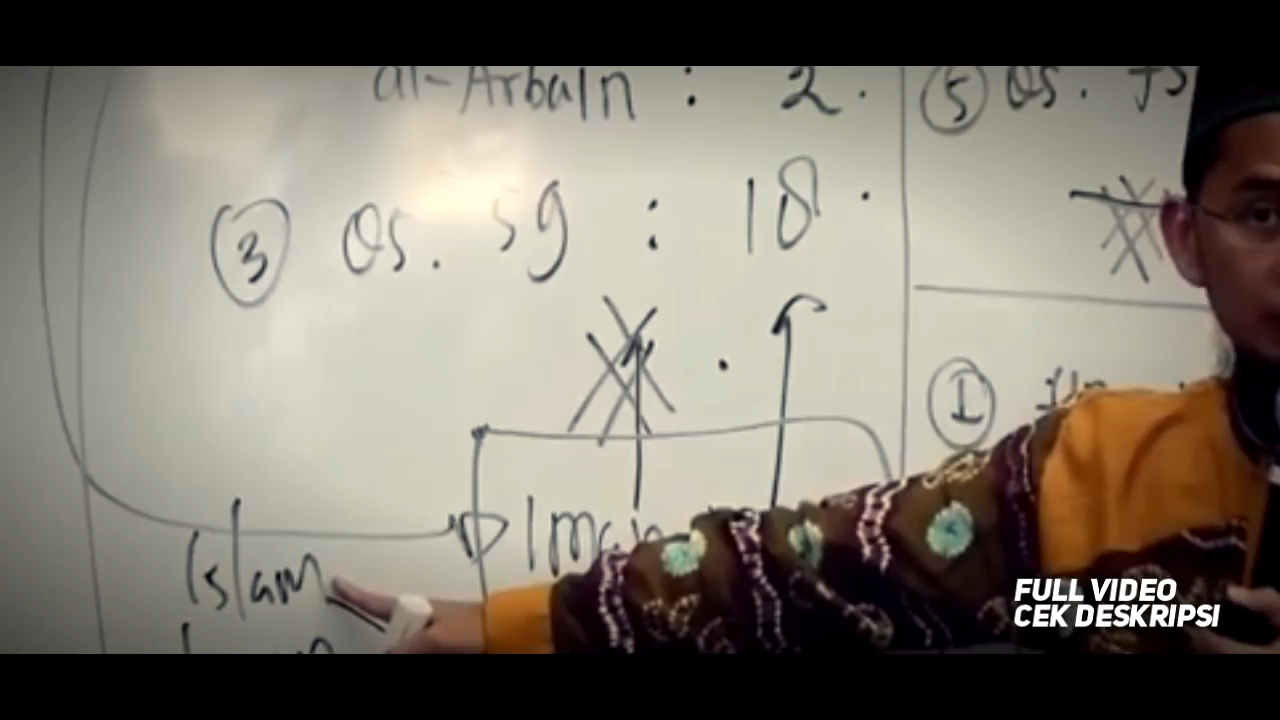 al-Arbain : 2.
③ QS. 59 : 18.
⑤ QS.
①
Islam
Iman
FULL VIDEO
CEK DESKRIPSI